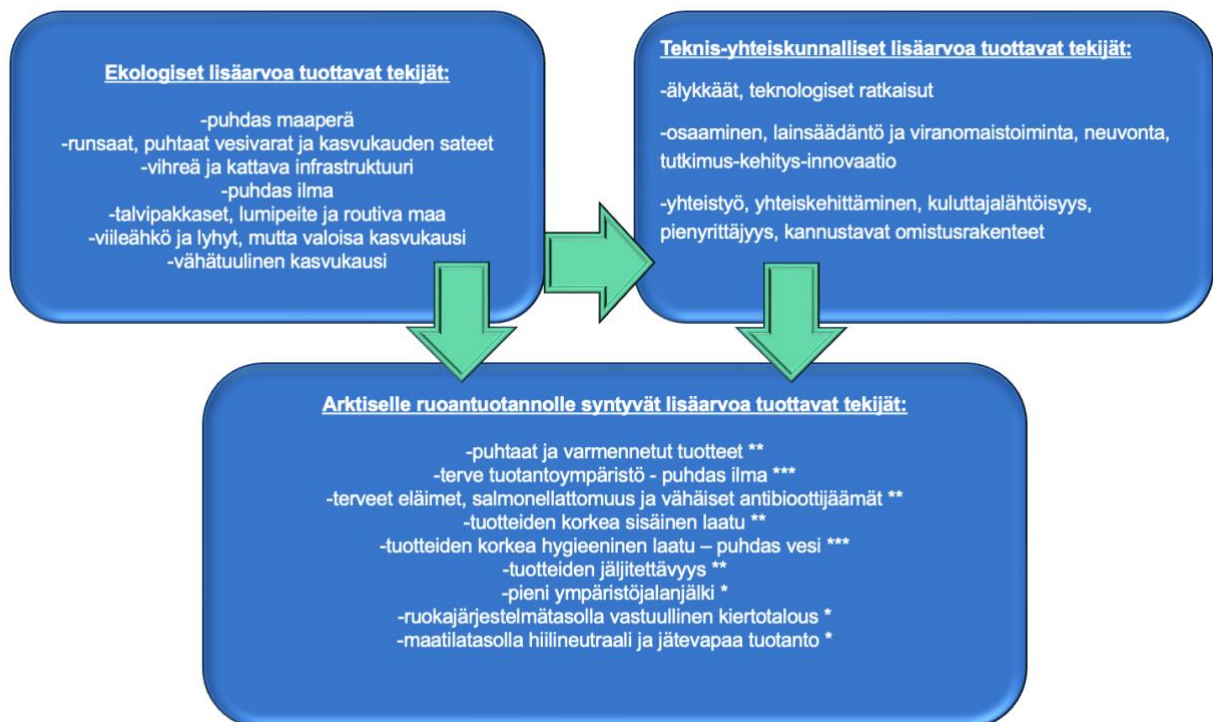 Ekologiset lisäarvoa tuottavat tekijät:
-puhdas maaperä
-runsaat, puhtaat vesivarat ja kasvukauden sateet
-vihreä ja kattava infrastruktuuri
-puhdas ilma
-talvipakkaset, lumipeite ja routiva maa
-viileähkö ja lyhyt, mutta valoisa kasvukausi
-vähätuulinen kasvukausi
Teknis-yhteiskunnalliset lisäarvoa tuottavat tekijät:
-älykkäät, teknologiset ratkaisut
-osaaminen, lainsäädäntö ja viranomaistoiminta, neuvonta,
tutkimus-kehitys-innovaatio
-yhteistyö, yhteiskehittäminen, kuluttajalähtöisyys,
pienyrittäjyys, kannustavat omistusrakenteet
Arktiselle ruoantuotannolle syntyvät lisäarvoa tuottavat tekijät:
-puhtaat ja varmennetut tuotteet **
-terve tuotantoympäristö - puhdas ilma ***
-terveet eläimet, salmonellattomuus ja vähäiset antibioottijäämät **
-tuotteiden korkea sisäinen laatu **
-tuotteiden korkea hygieeninen laatu – puhdas vesi ***
-tuotteiden jäljitettävyys **
-pieni ympäristöjalanjälki *
-ruokajärjestelmätasolla vastuullinen kiertotalous *
-maatilatasolla hiilineutraali ja jätevapaa tuotanto *